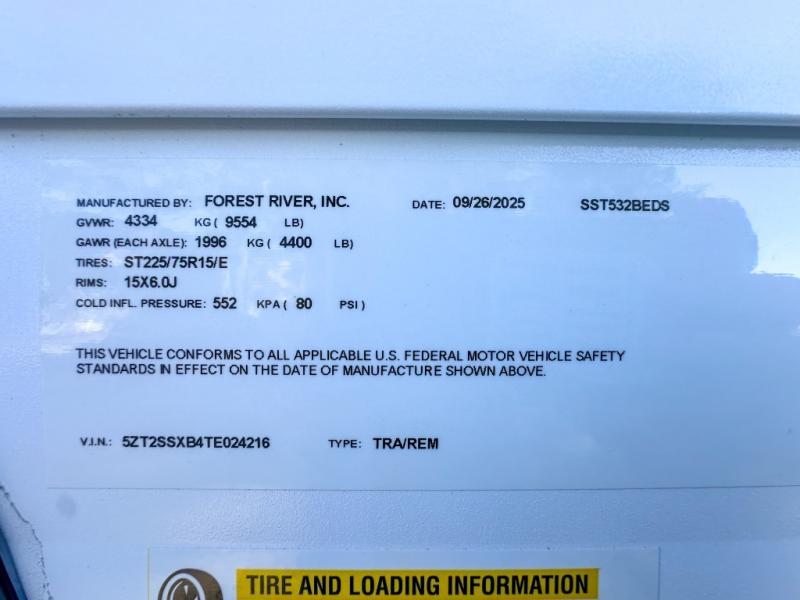 MANUFACTURED BY: FOREST RIVER, INC. DATE: 09/26/2025 SST532BEDS
GVWR: 4334 KG ( 9554 LB)
GAWR (EACH AXLE): 1996 KG ( 4400 LB)
TIRES: ST225/75R15/E
RIMS: 15X6.0J
COLD INFL. PRESSURE: 552 KPA ( 80 PSI )
THIS VEHICLE CONFORMS TO ALL APPLICABLE U.S. FEDERAL MOTOR VEHICLE SAFETY
STANDARDS IN EFFECT ON THE DATE OF MANUFACTURE SHOWN ABOVE.
V.I.N.: 5ZT2SSXB4TE024216 TYPE: TRA/REM
TIRE AND LOADING INFORMATION